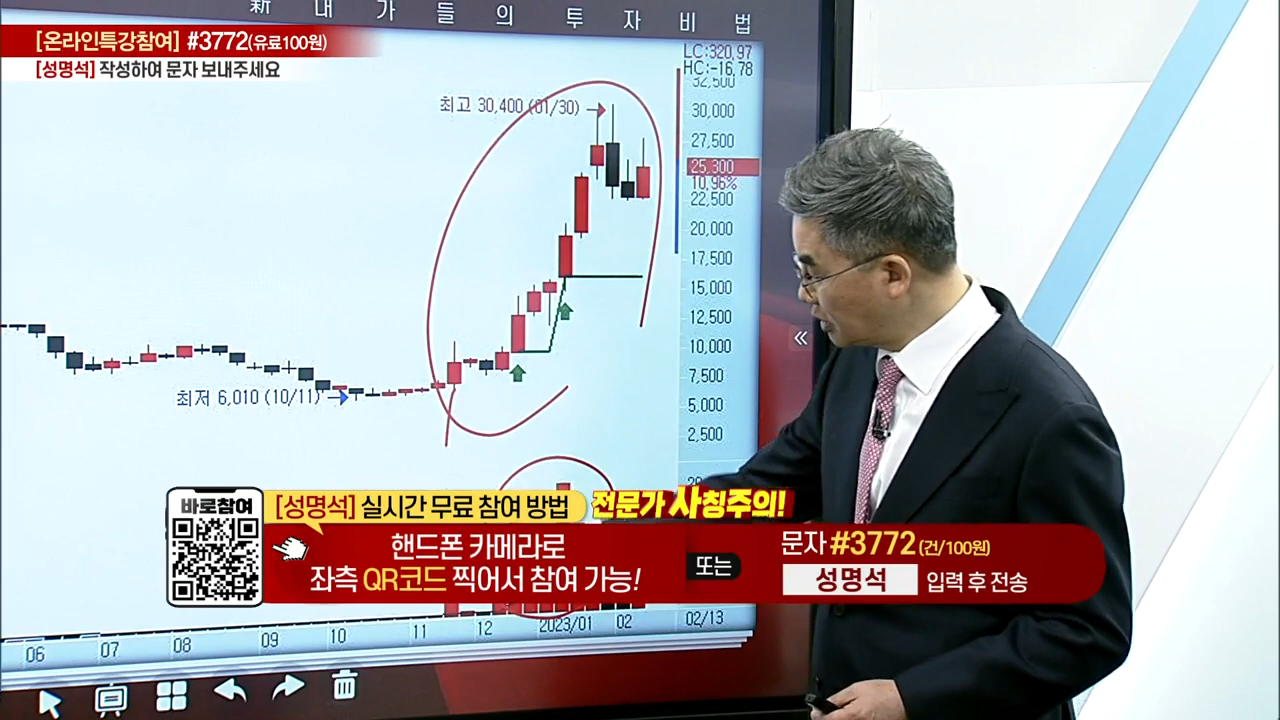 新 내 가 들 의 투 자 비 법
[온라인특강참여] #3772(유료100원)
[성명석] 작성하여 문자 보내주세요
LC:320,97
HC:-16,78
32,500
최고 30,400 (01/30)
30,000
27,500
25,300
10,96%
22,500
20,000
17,500
15,000
12,500
10,000
7,500
최저 6,010 (10/11)
5,000
2,500
바로참여
[성명석] 실시간 무료 참여 방법
전문가 사칭주의!
핸드폰 카메라로
좌측 QR코드 찍어서 참여 가능!
또는
문자 #3772 (건/100원)
성명석 입력 후 전송
06 07 08 09 10 11 12 2023/01 02 02/13